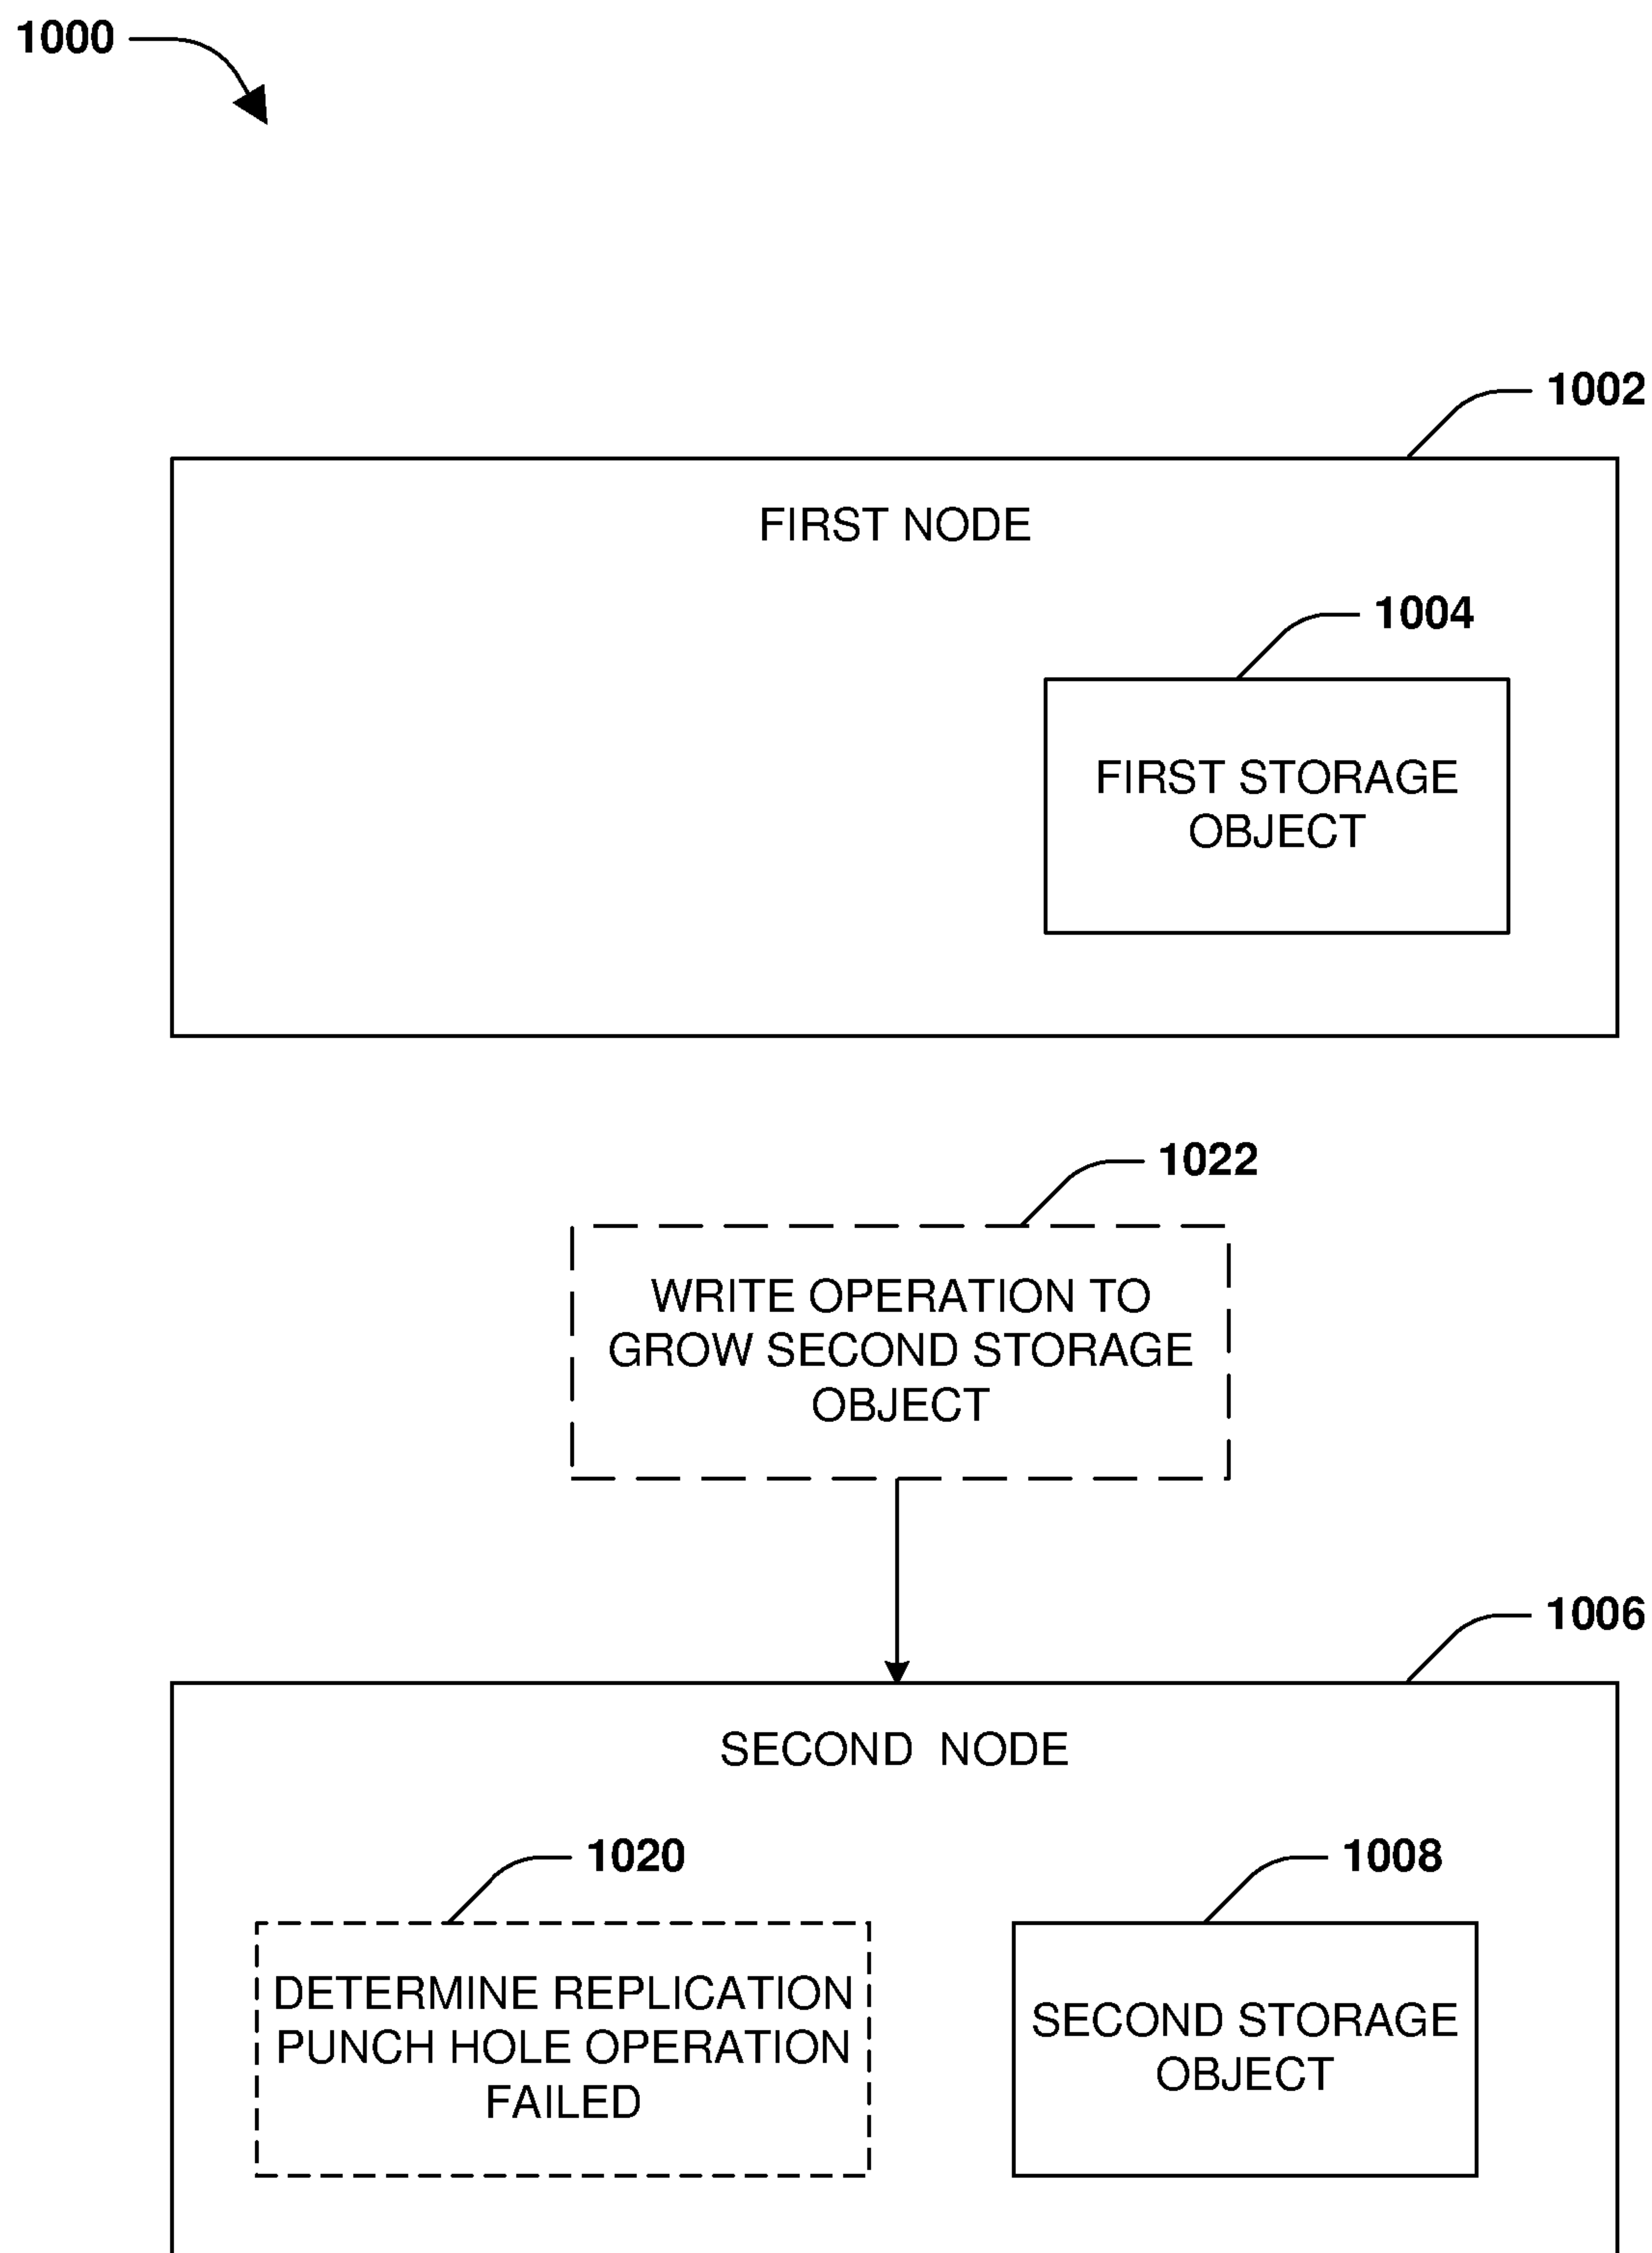 1000
1002
FIRST NODE
1004
FIRST STORAGE
OBJECT
1022
WRITE OPERATION TO
GROW SECOND STORAGE
OBJECT
1006
SECOND NODE
1020
DETERMINE REPLICATION
PUNCH HOLE OPERATION
FAILED
1008
SECOND STORAGE
OBJECT